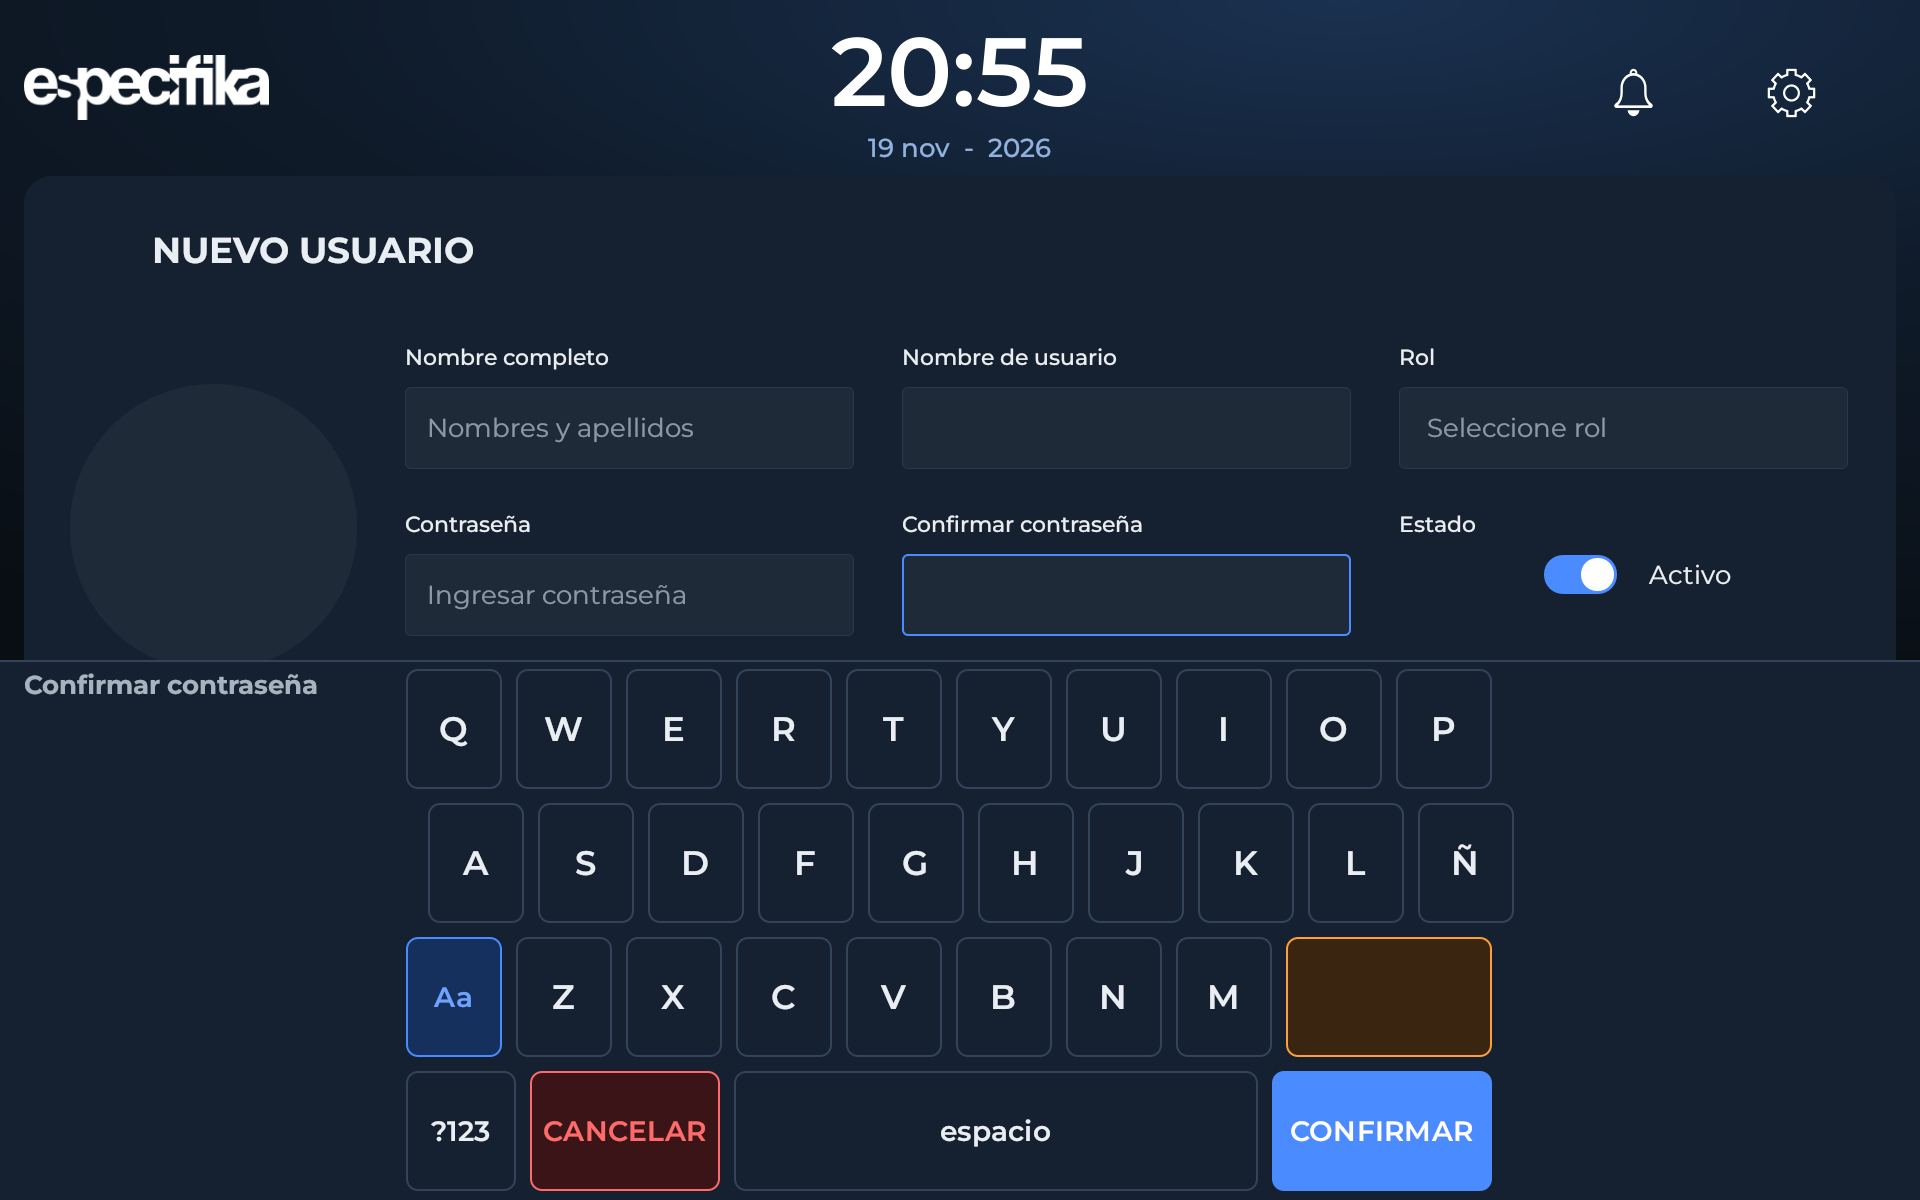 especifika
20:55
19 nov - 2026
NUEVO USUARIO
Nombre completo
Nombre de usuario
Rol
Nombres y apellidos
Seleccione rol
Contraseña
Confirmar contraseña
Estado
Ingresar contraseña
Activo
Confirmar contraseña
Q W E R T Y U I O P
A S D F G H J K L Ñ
Aa Z X C V B N M
?123 CANCELAR espacio CONFIRMAR